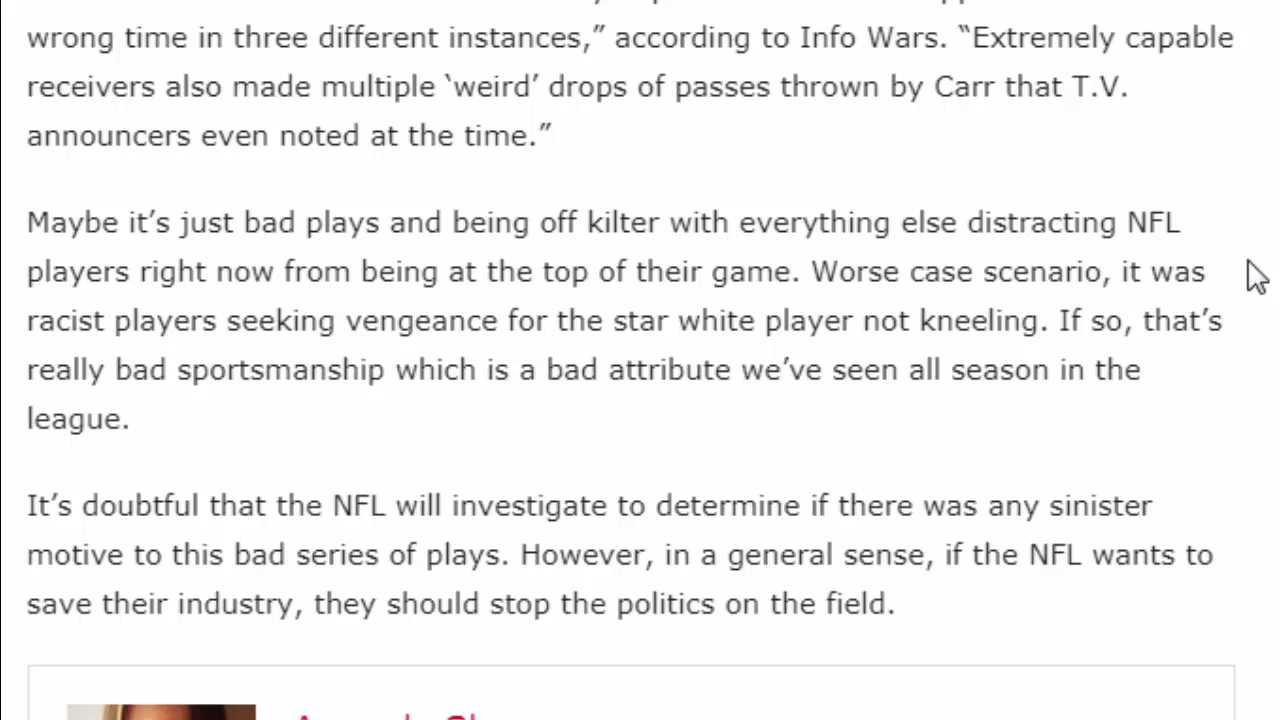 wrong time in three different instances,” according to Info Wars. “Extremely capable
receivers also made multiple ‘weird’ drops of passes thrown by Carr that T.V.
announcers even noted at the time.”
Maybe it’s just bad plays and being off kilter with everything else distracting NFL
players right now from being at the top of their game. Worse case scenario, it was
racist players seeking vengeance for the star white player not kneeling. If so, that’s
really bad sportsmanship which is a bad attribute we’ve seen all season in the
league.
It’s doubtful that the NFL will investigate to determine if there was any sinister
motive to this bad series of plays. However, in a general sense, if the NFL wants to
save their industry, they should stop the politics on the field.